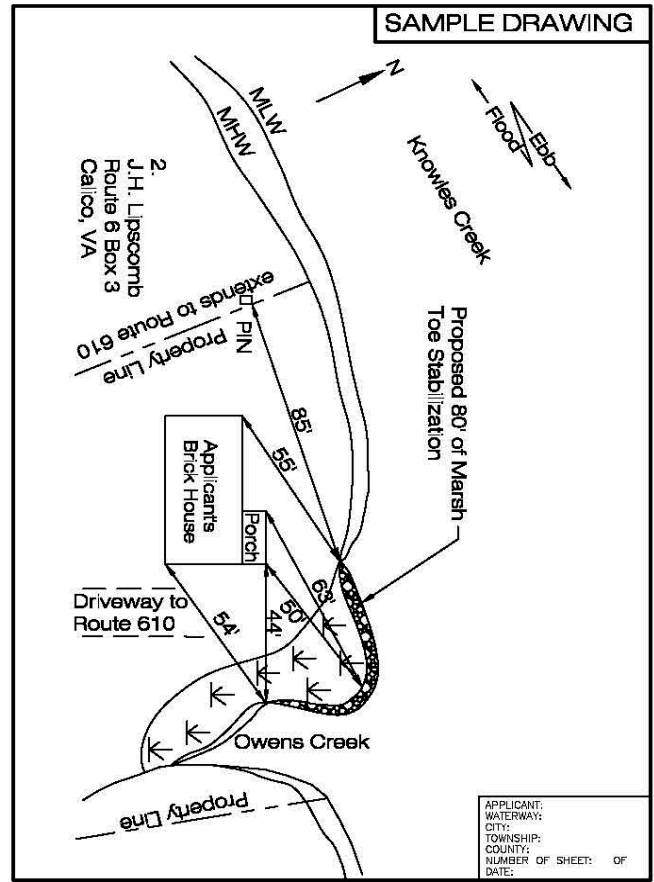 SAMPLE DRAWING
N
MLW
MHW
Flood
Ebb
Knowles Creek
2.
J.H. Lipscomb
Route 6 Box 3
Calico, VA
extends to Route 610
Property Line
PIN
Proposed 80' of Marsh
Toe Stabilization
85'
55'
Applicant's
Brick House
Porch
63'
50'
44'
54'
Driveway to
Route 610
Owens Creek
Property Line
APPLICANT:
WATERWAY:
CITY:
TOWNSHIP:
COUNTY:
NUMBER OF SHEET: OF
DATE: